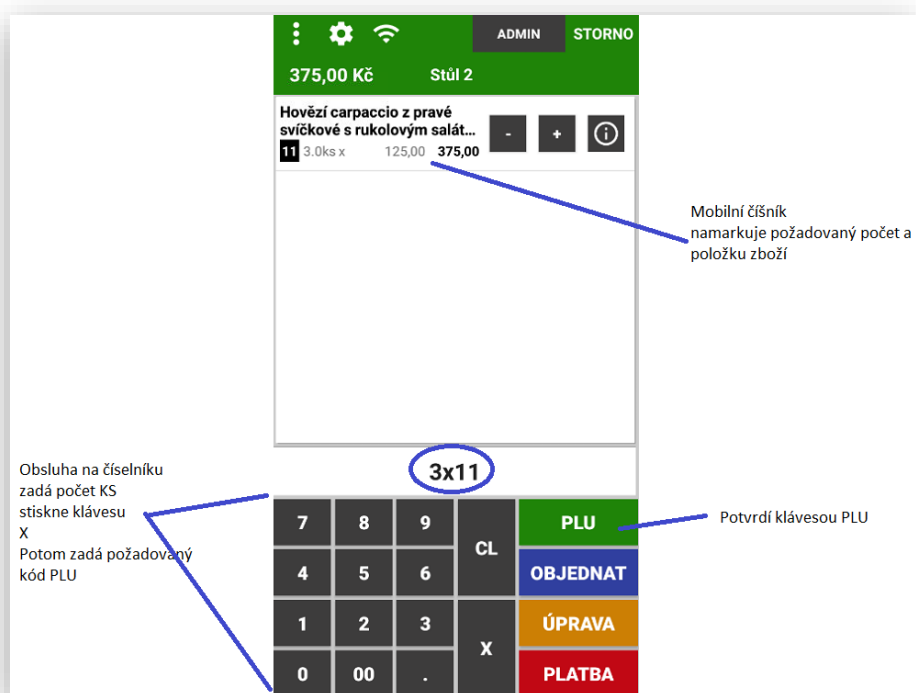 ADMIN STORNO
375,00 Kč Stůl 2
Hovězí carpaccio z pravé
svíčkové s rukolovým salát...
- +
11 3.0ks x 125,00 375,00
Mobilní číšník
namarkuje požadovaný počet a
položku zboží
3x11
Obsluha na číselníku
zadá počet KS
stiskne klávesu
X
Potom zadá požadovaný
kód PLU
7 8 9 CL PLU
Potvrdí klávesou PLU
4 5 6 OBJEDNAT
1 2 3 X ÚPRAVA
0 00 . PLATBA